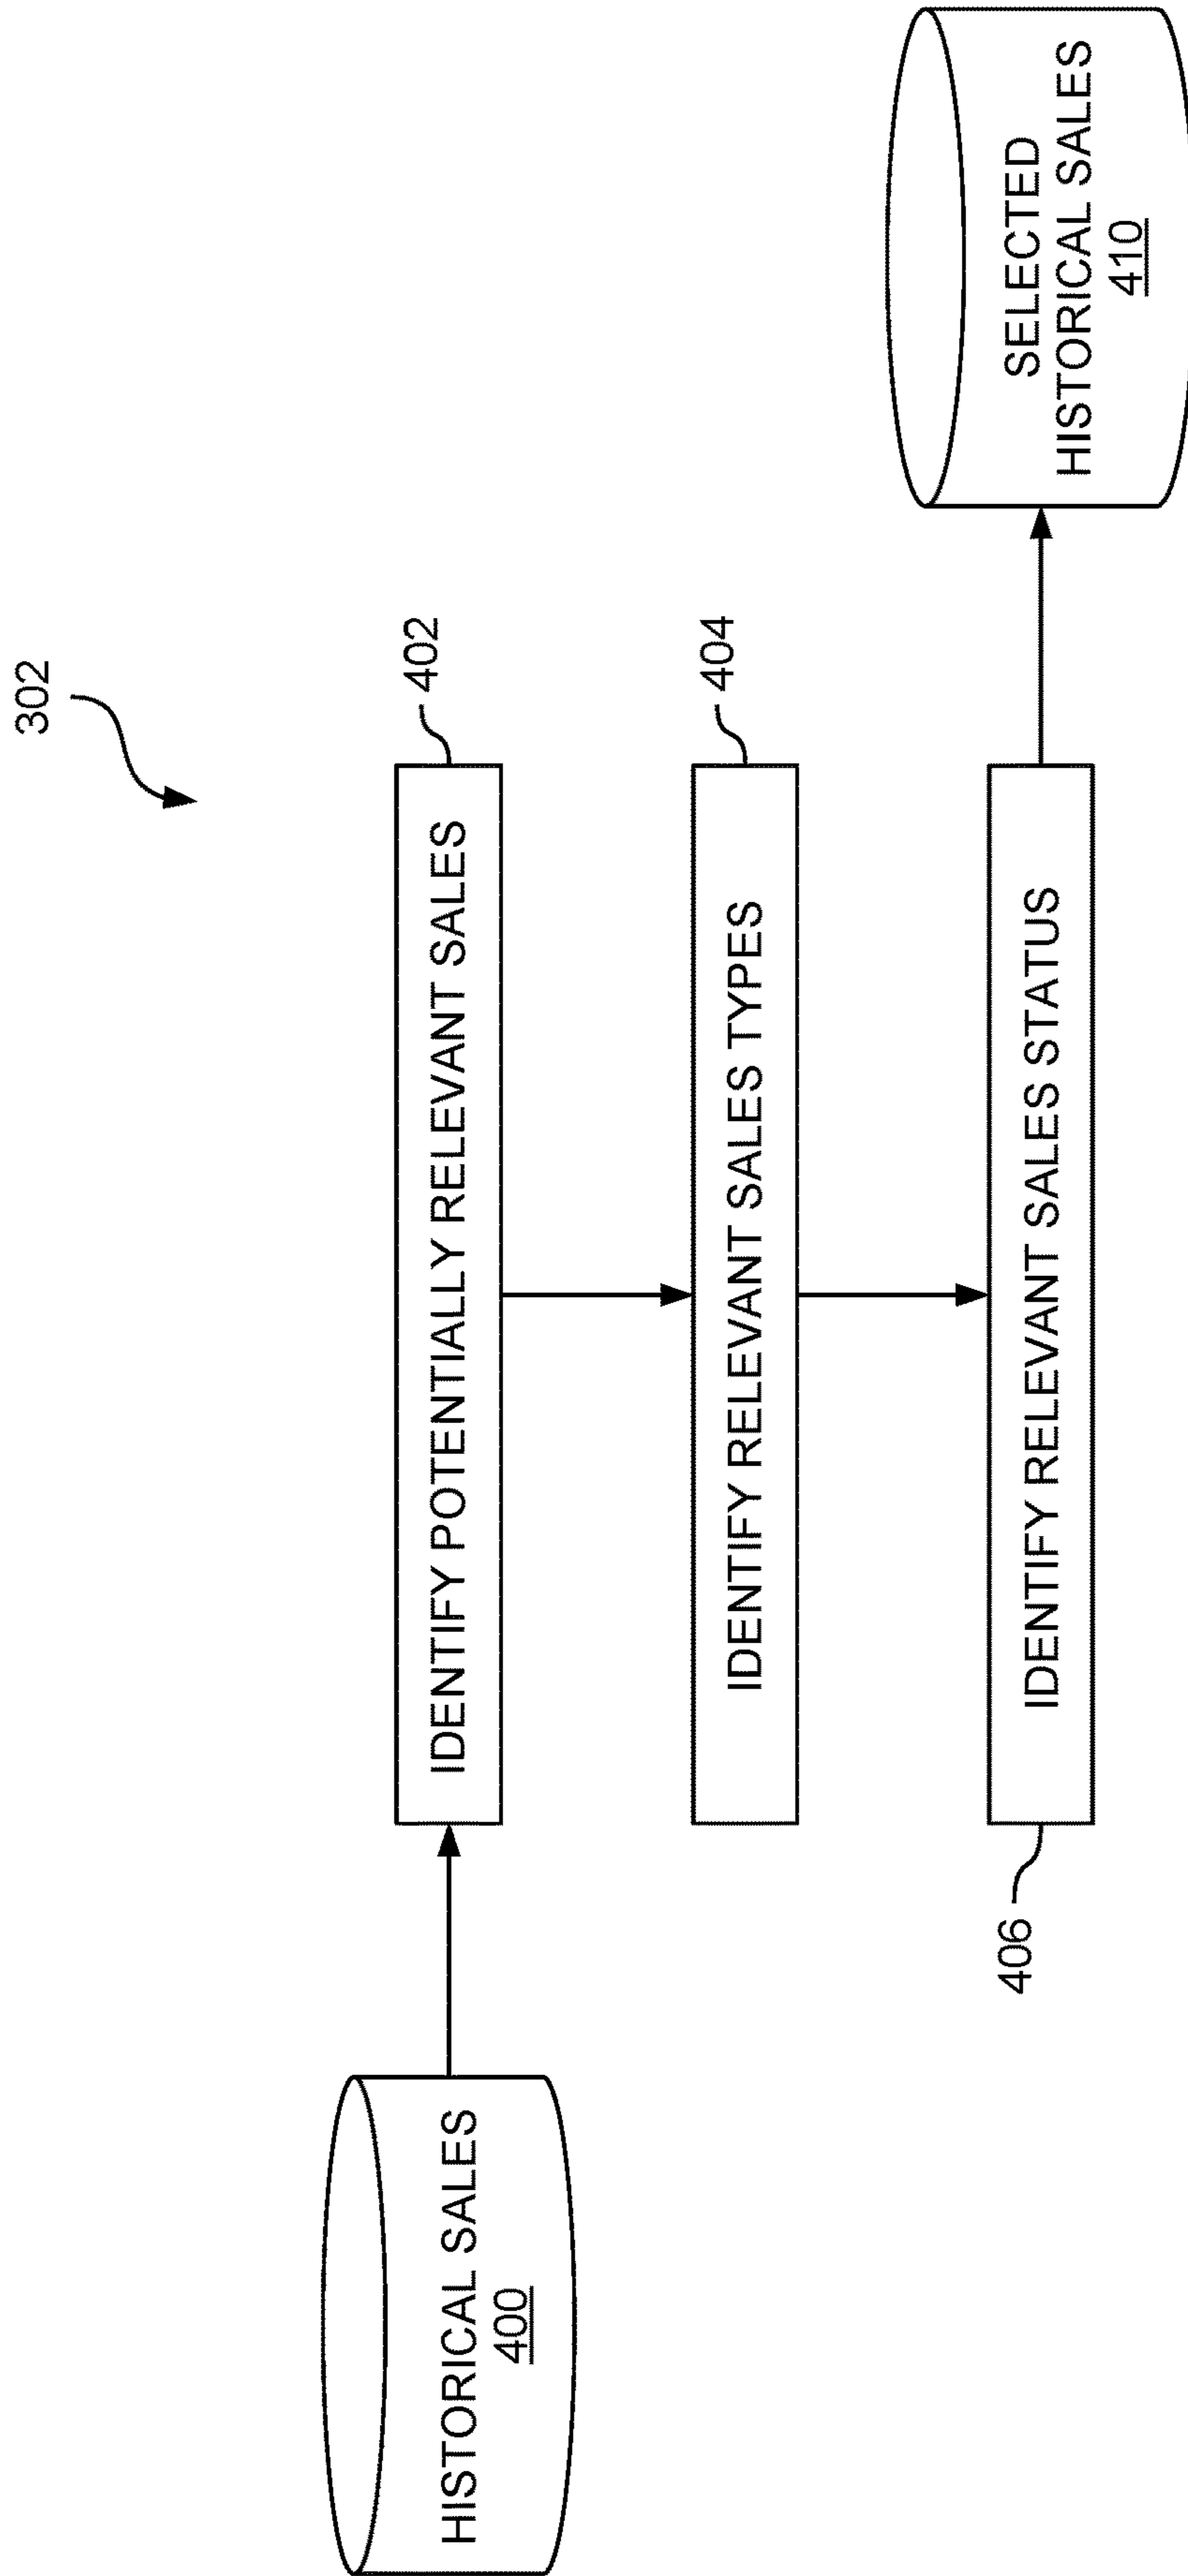 302
HISTORICAL SALES
400
IDENTIFY POTENTIALLY RELEVANT SALES
402
IDENTIFY RELEVANT SALES TYPES
404
406
IDENTIFY RELEVANT SALES STATUS
SELECTED
HISTORICAL SALES
410